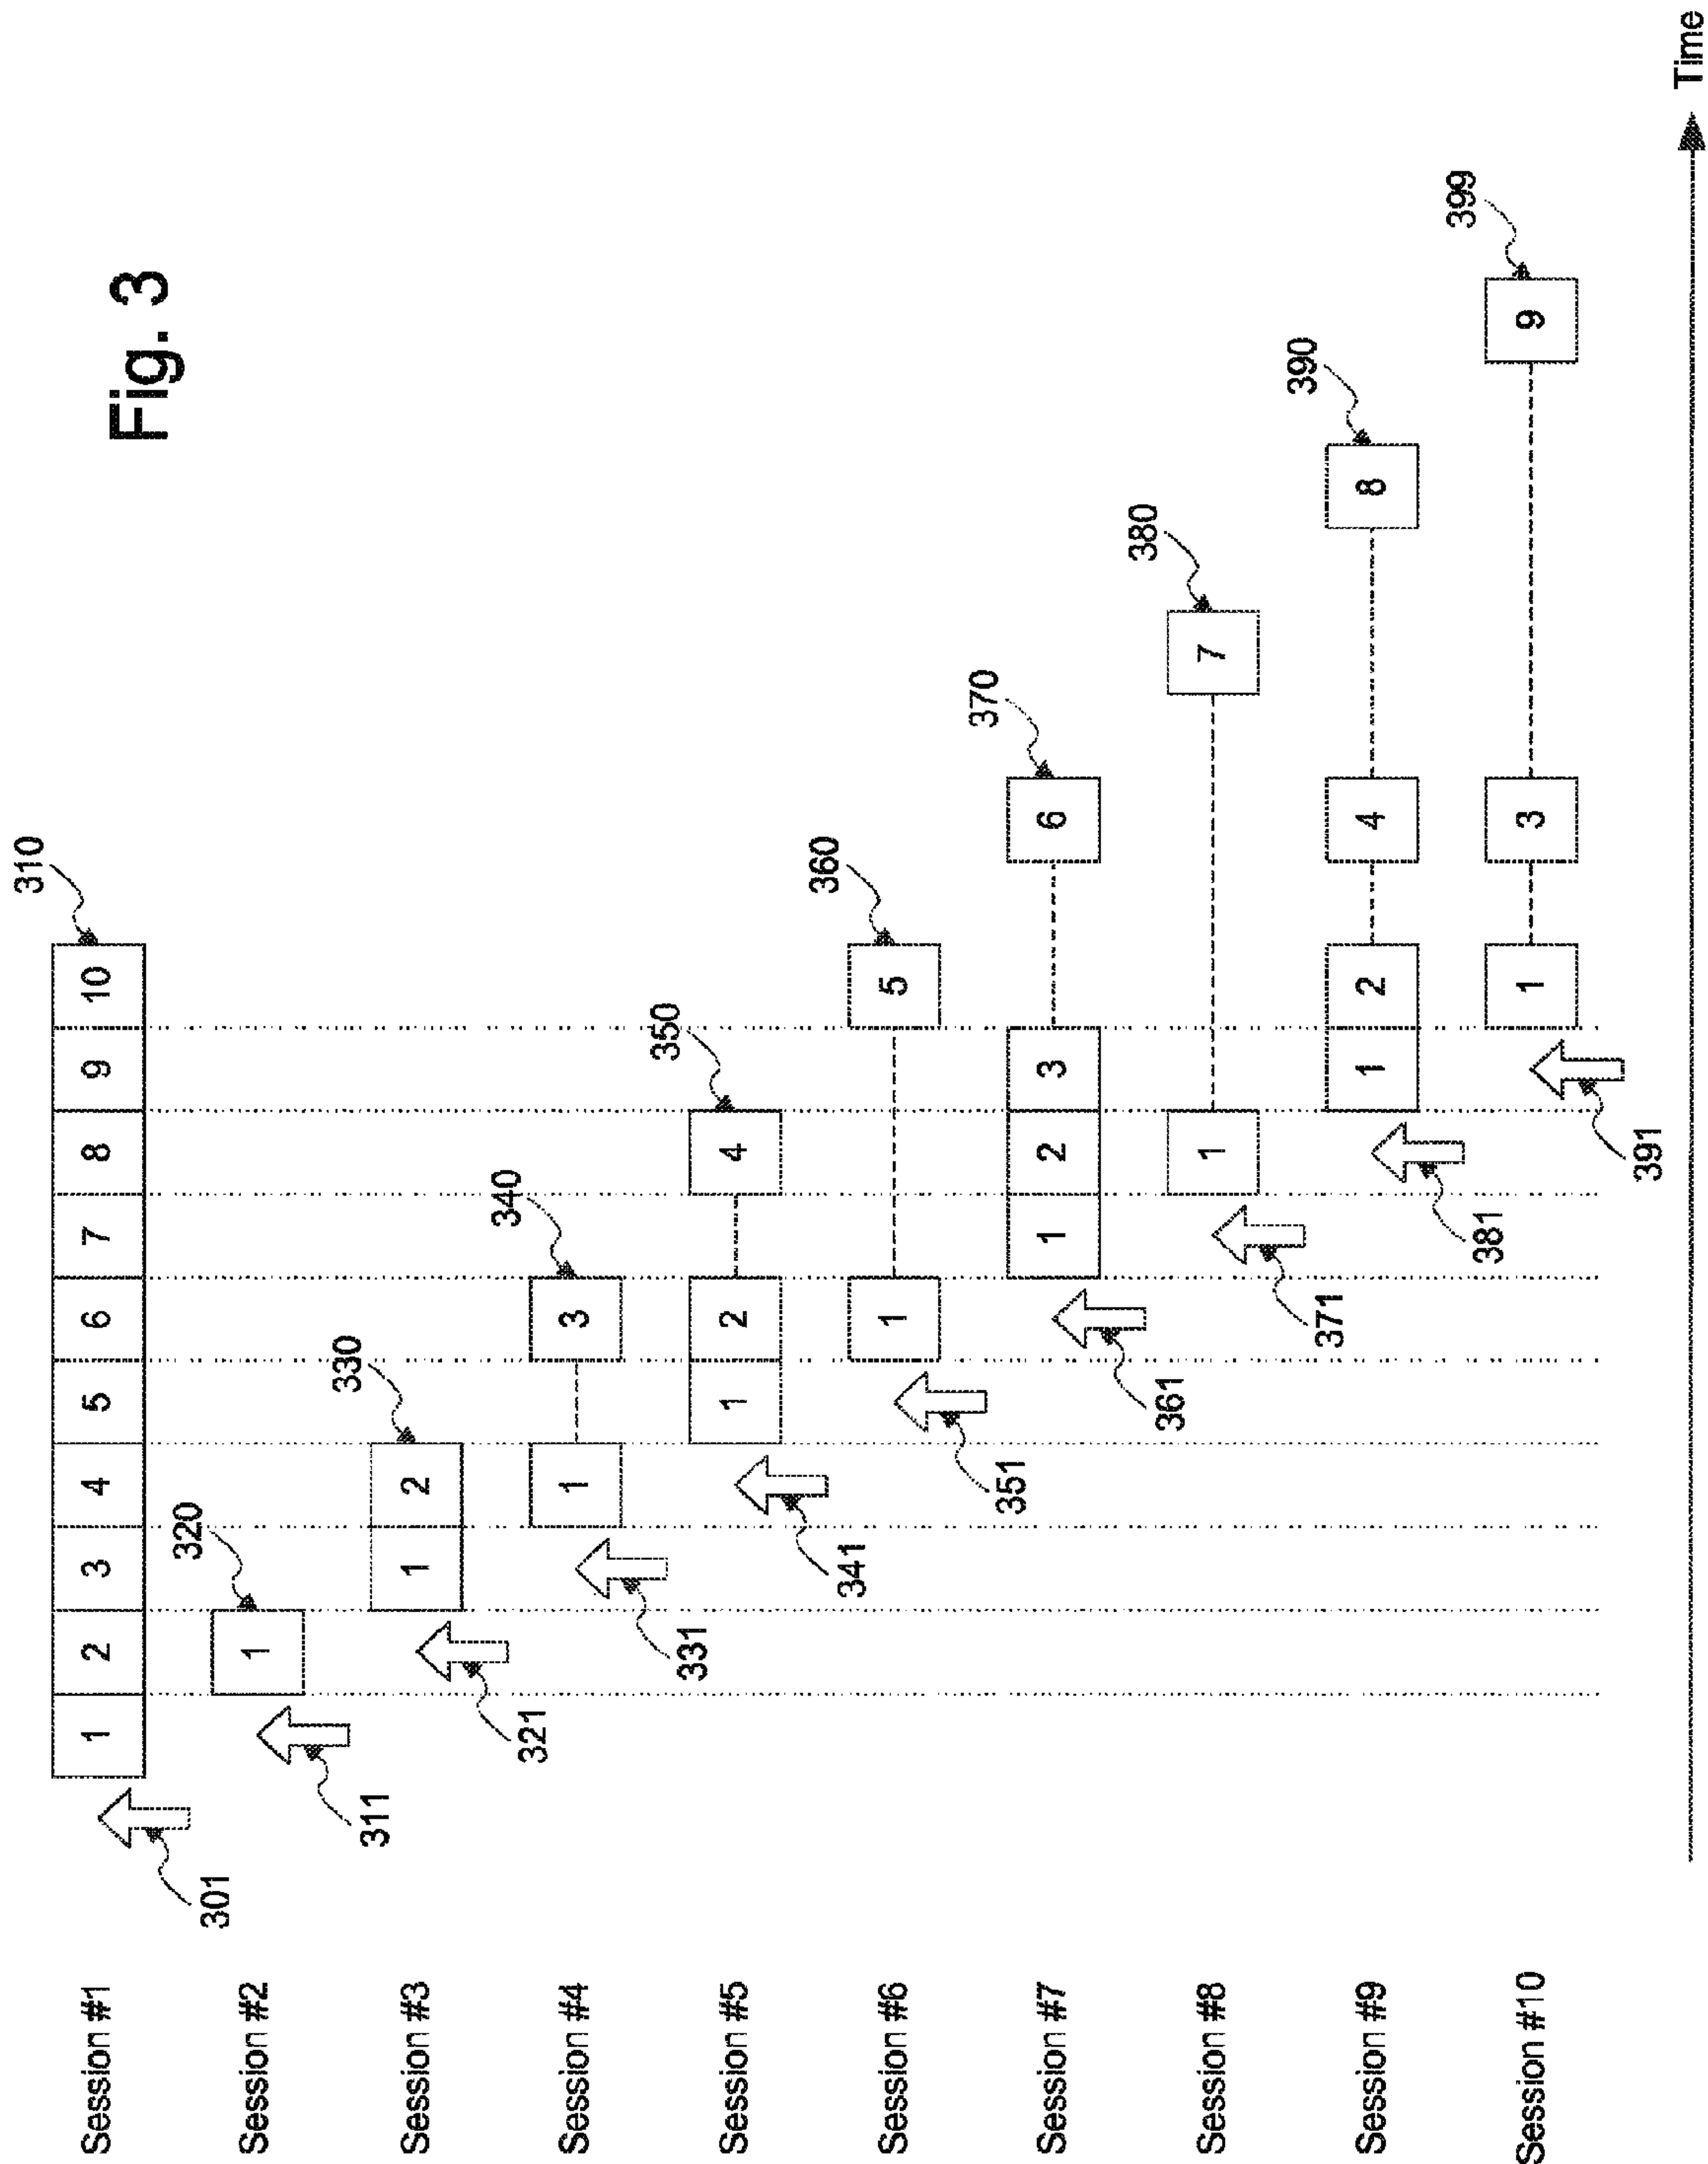 310
Session #1 1 2 3 4 5 6 7 8 9 10
Fig. 3
320
301
Session #2 1
330
311
Session #3 1 2
340
321
Session #4 1 3
350
331
Session #5 1 2 4
360
341
Session #6 1 5
370
351
Session #7 1 2 3 6
380
361
Session #8 1 7
390
371
Session #9 1 2 4 8
399
381
Session #10 1 3 9
391
Time